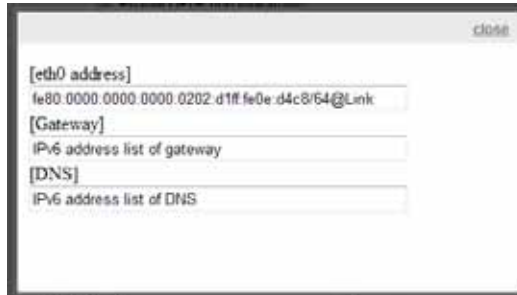 close
[eth0 address]
fe80:0000:0000:0000:0202:d1ff:fe0e:d4c8/64@Link
[Gateway]
IPv6 address list of gateway
[DNS]
IPv6 address list of DNS